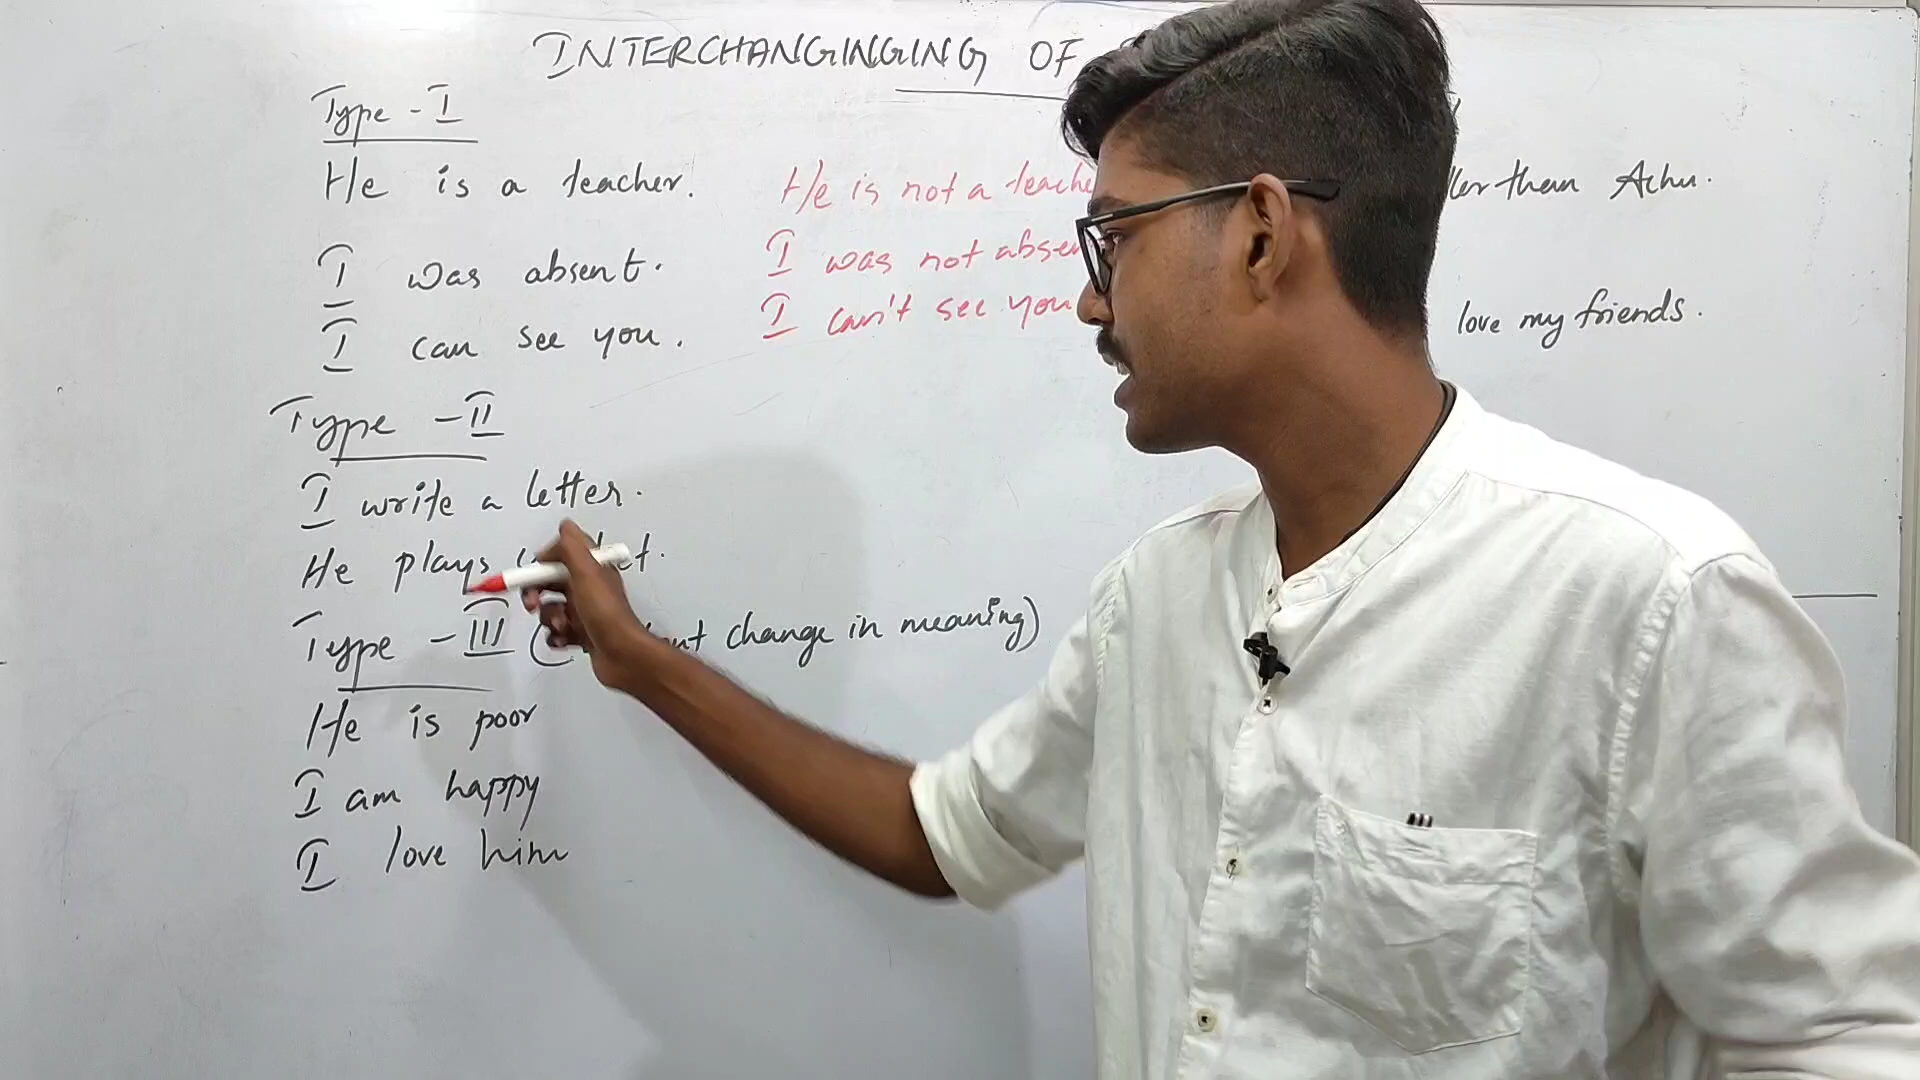 INTERCHANGINGING OF
Type - I
He is a teacher. He is not a teache
than Achu.
I was absent. I was not absen
I can see you. I can't see you
love my friends.
Type - II
I write a letter.
He plays
Type - III change in meaning)
He is poor
I am happy
I love him